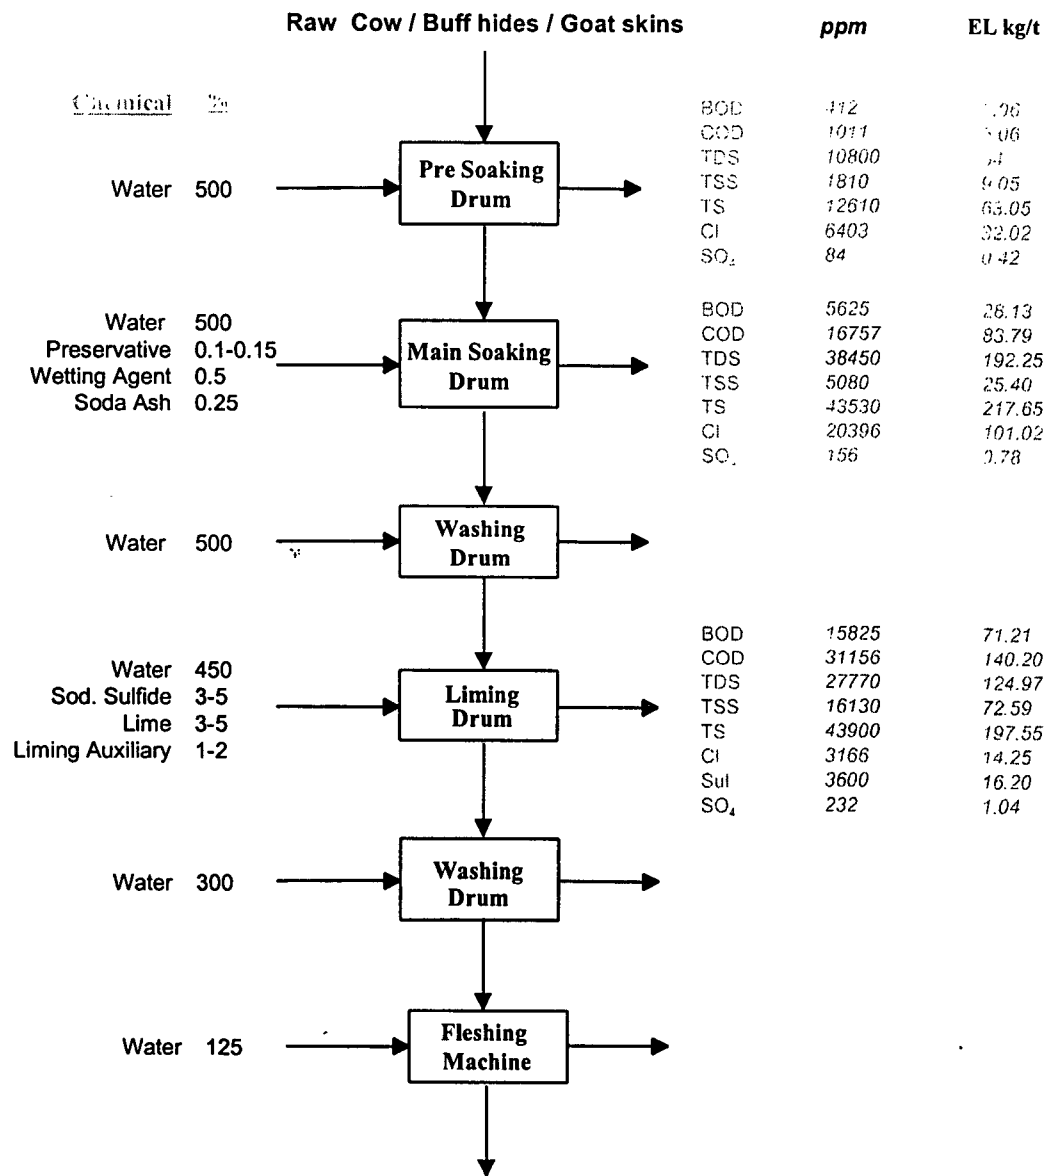 Raw Cow / Buff hides / Goat skins ppm EL kg/t
Chemical %
BOD 412
COD 1011
TDS 10800
Water 500 Pre Soaking Drum TSS 1810 9.05
TS 12610 63.05
Cl 6403 32.02
84 0.42
Water 500 BOD 5625 28.13
Preservative 0.1-0.15 Main Soaking COD 16757 83.79
Wetting Agent 0.5 Drum TDS 38450 192.25
Soda Ash 0.25 TSS 5080 25.40
TS 43530 217.65
Cl 20396 101.02
156 0.78
Water 500 Washing
Drum
BOD 15825 71.21
Water 450 COD 31156 140.20
Sod. Sulfide 3-5 Liming TDS 27770 124.97
Lime 3-5 Drum TSS 16130 72.59
Liming Auxiliary 1-2 TS 43900 197.55
Cl 3166 14.25
Sul 3600 16.20
SO₄ 232 1.04
Water 300 Washing
Drum
Water 125 Fleshing
Machine